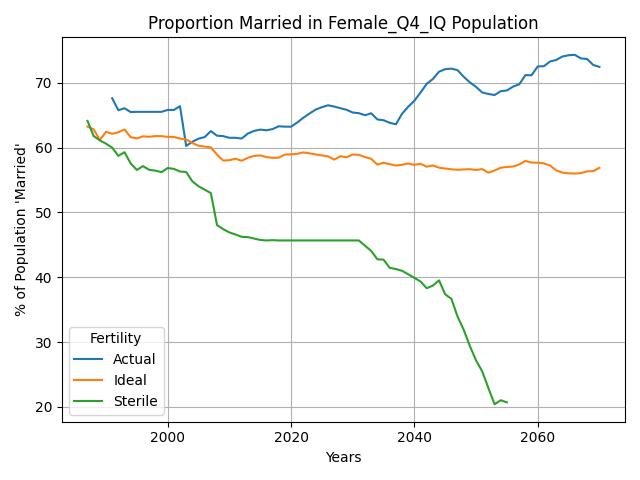 Proportion Married in Female_Q4_IQ Population
% of Population 'Married'
70
60
50
40
30
20
Fertility
Actual
Ideal
Sterile
2000 2020 2040 2060
Years